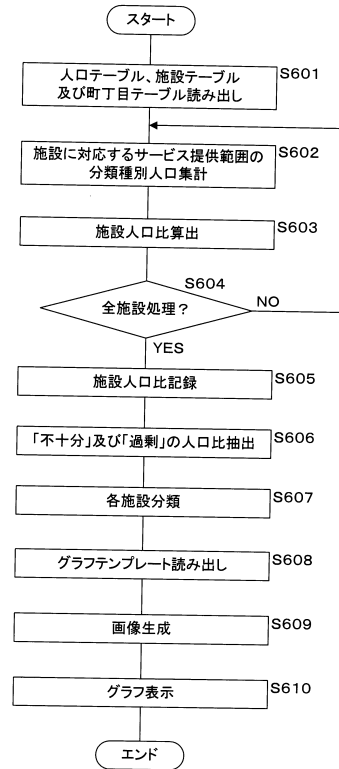 スタート
人口テーブル、施設テーブル
及び町丁目テーブル読み出し
S601
施設に対応するサービス提供範囲の
分類種別人口集計
S602
施設人口比算出
S603
S604
全施設処理？
NO
YES
施設人口比記録
S605
「不十分」及び「過剰」の人口比抽出
S606
各施設分類
S607
グラフテンプレート読み出し
S608
画像生成
S609
グラフ表示
S610
エンド